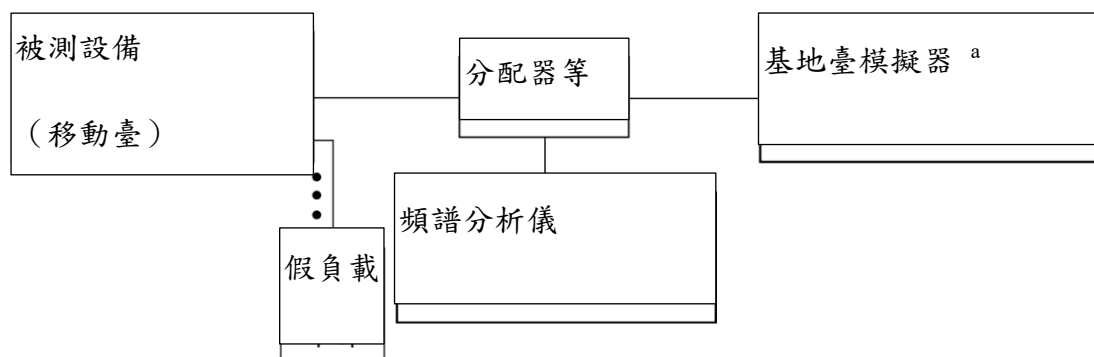 被測設備
（移動臺）
分配器等
基地臺模擬器 a
頻譜分析儀
假負載